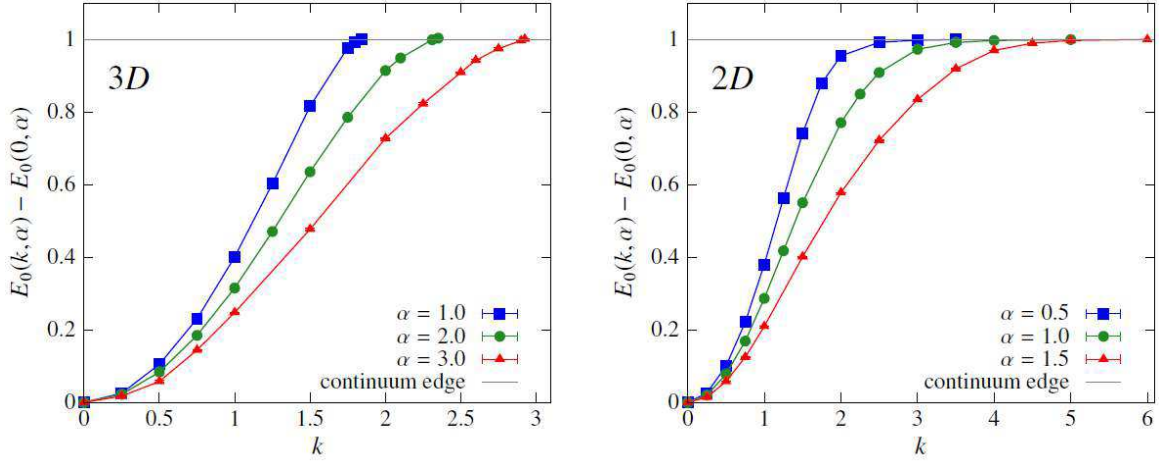 E₀(k, α) − E₀(0, α)
1
0.8
0.6
0.4
0.2
0
3D
α = 1.0
α = 2.0
α = 3.0
continuum edge
0 0.5 1 1.5 2 2.5 3
k
E₀(k, α) − E₀(0, α)
1
0.8
0.6
0.4
0.2
0
2D
α = 0.5
α = 1.0
α = 1.5
continuum edge
0 1 2 3 4 5 6
k